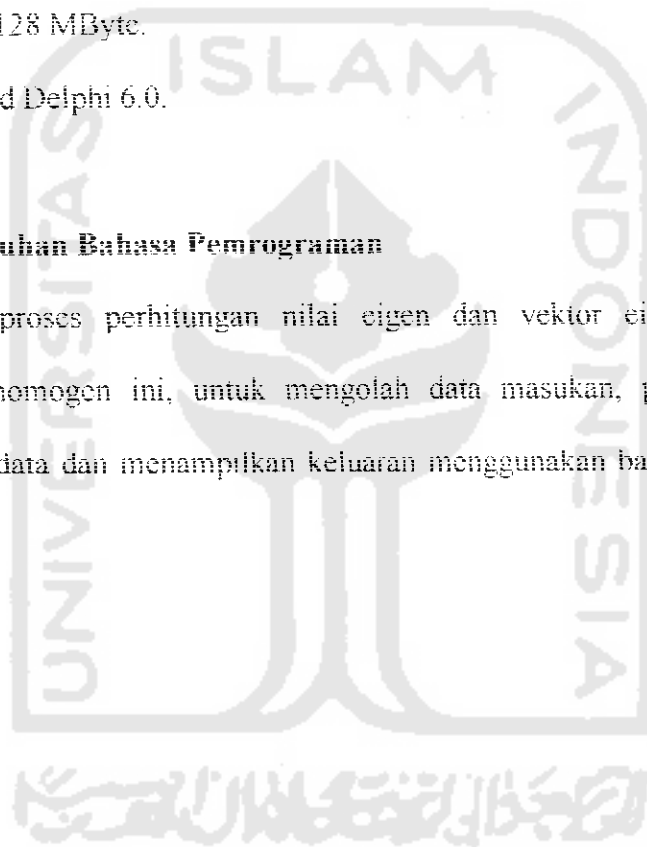 128 MByte.
ISLAM
d Delphi 6.0.
UNIVERSITAS
INDONESIA
uhan Bahasa Pemrograman
proses perhitungan nilai eigen dan vektor ei
nomogen ini, untuk mengolah data masukan, p
data dan menampilkan keluaran menggunakan ba